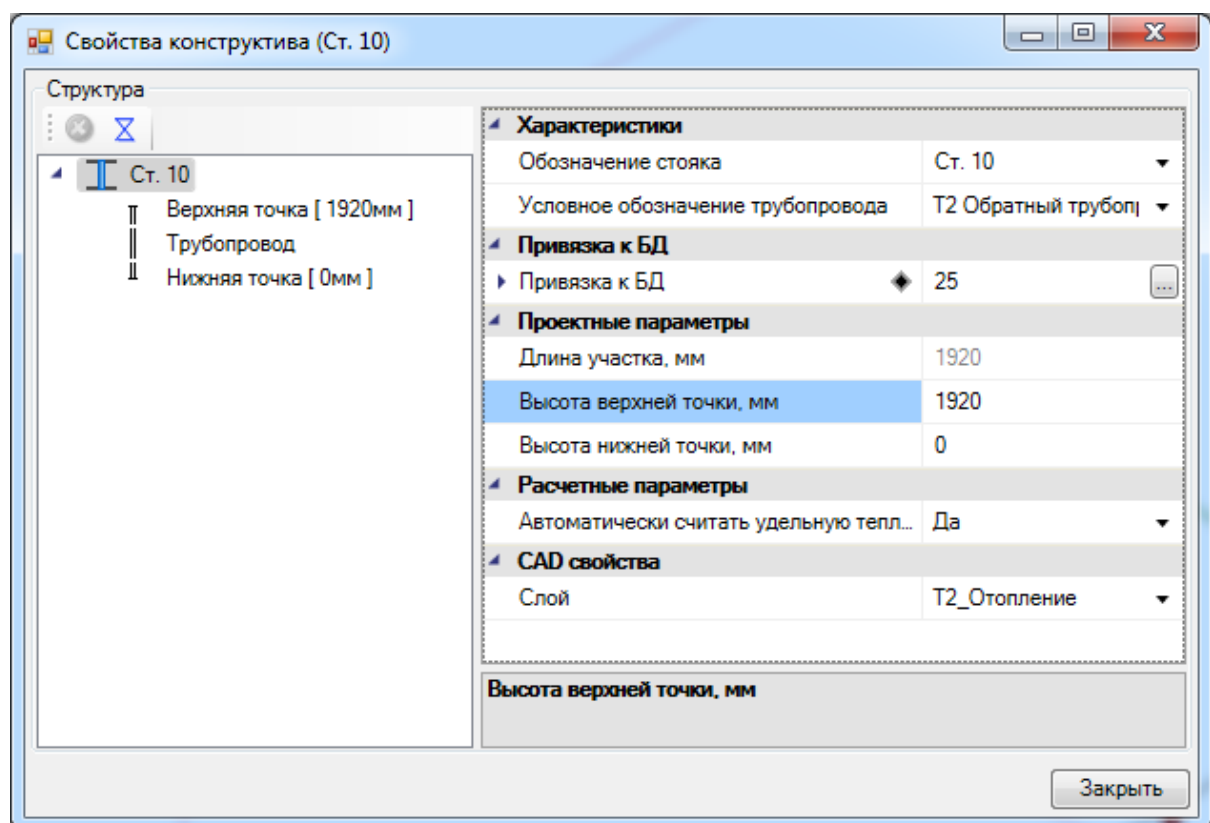 Свойства конструктива (Ст. 10)
Структура
Ст. 10
Верхняя точка [ 1920мм ]
Трубопровод
Нижняя точка [ 0мм ]
Характеристики
Обозначение стояка Ст. 10
Условное обозначение трубопровода Т2 Обратный трубопр
Привязка к БД
Привязка к БД 25 ...
Проектные параметры
Длина участка, мм 1920
Высота верхней точки, мм 1920
Высота нижней точки, мм 0
Расчетные параметры
Автоматически считать удельную тепл... Да
CAD свойства
Слой Т2_Отопление
Высота верхней точки, мм
Закрыть